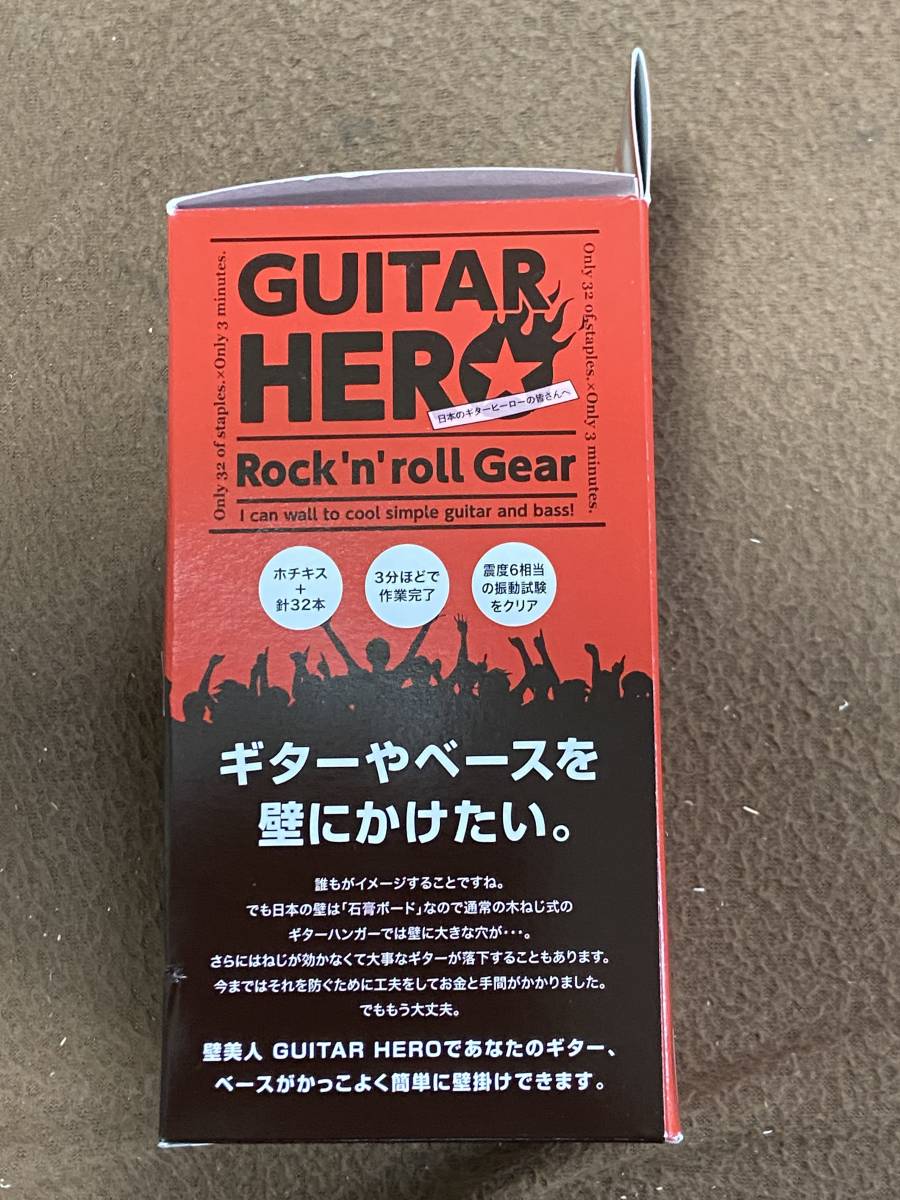 GUITAR
HERO
日本のギターヒーローの皆さんへ
Only 32 of staples.×Only 3 minutes.
Only 32 of staples.×Only 3 minutes.
Rock'n'roll Gear
I can wall to cool simple guitar and bass!
ホチキス
+
針32本
3分ほどで
作業完了
震度6相当
の振動試験
をクリア
ギターやベースを
壁にかけたい。
誰もがイメージすることですね。
でも日本の壁は「石膏ボード」なので通常の木ねじ式の
ギターハンガーでは壁に大きな穴が・・・。
さらにはねじが効かなくて大事なギターが落下することもあります。
今まではそれを防ぐために工夫をしてお金と手間がかかりました。
でももう大丈夫。
壁美人 GUITAR HEROであなたのギター、
ベースがかっこよく簡単に壁掛けできます。